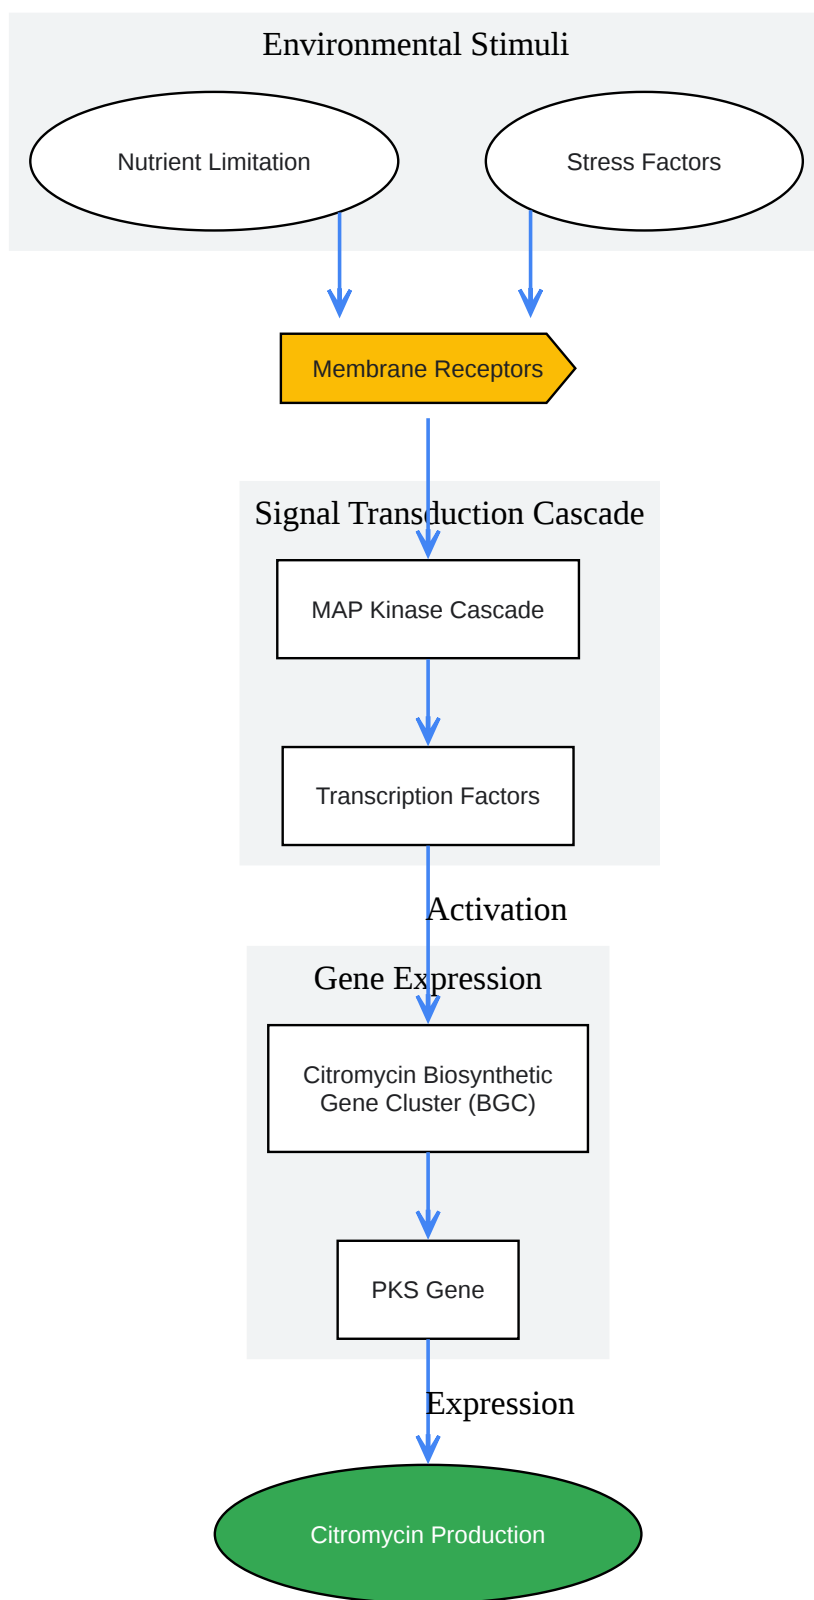 Environmental Stimuli
Nutrient Limitation
Stress Factors
Membrane Receptors
Signal Transduction Cascade
MAP Kinase Cascade
Transcription Factors
Activation
Gene Expression
Citromycin Biosynthetic
Gene Cluster (BGC)
PKS Gene
Expression
Citromycin Production